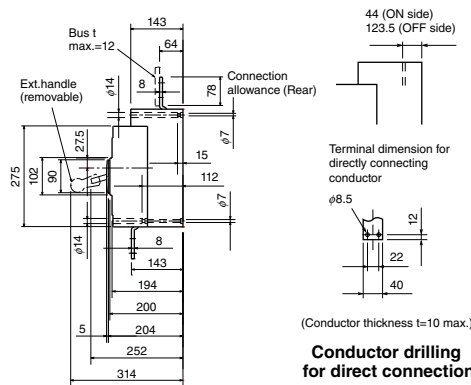 143
64
Bus t
max.=12
8
78
Connection
allowance (Rear)
φ14
φ7
Ext.handle
(removable)
27.5
275
102
90
15
112
φ7
φ14
8
143
194
200
5
204
252
314
44 (ON side)
123.5 (OFF side)
Terminal dimension for
directly connecting
conductor
φ8.5
12
22
40
(Conductor thickness t=10 max.)
Conductor drilling
for direct connection